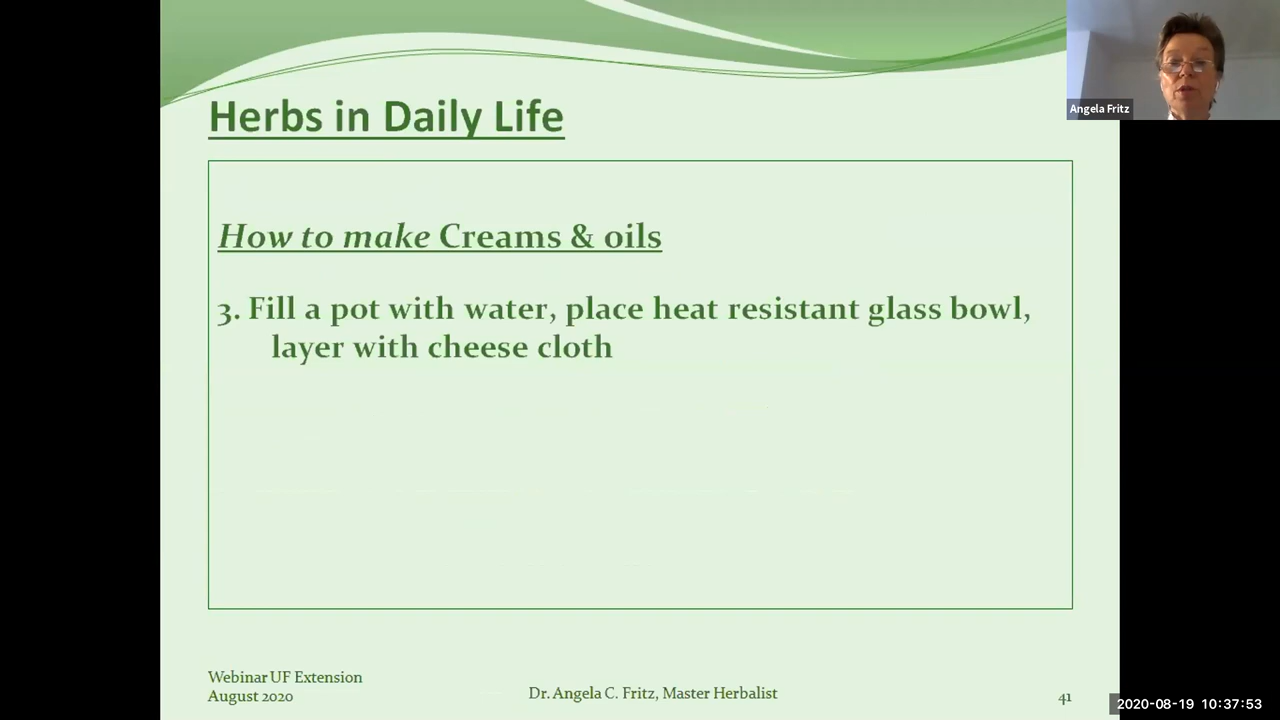 Herbs in Daily Life
Angela Fritz
How to make Creams & oils
3. Fill a pot with water, place heat resistant glass bowl,
layer with cheese cloth
Webinar UF Extension
August 2020
Dr. Angela C. Fritz, Master Herbalist
41
2020-08-19 10:37:53